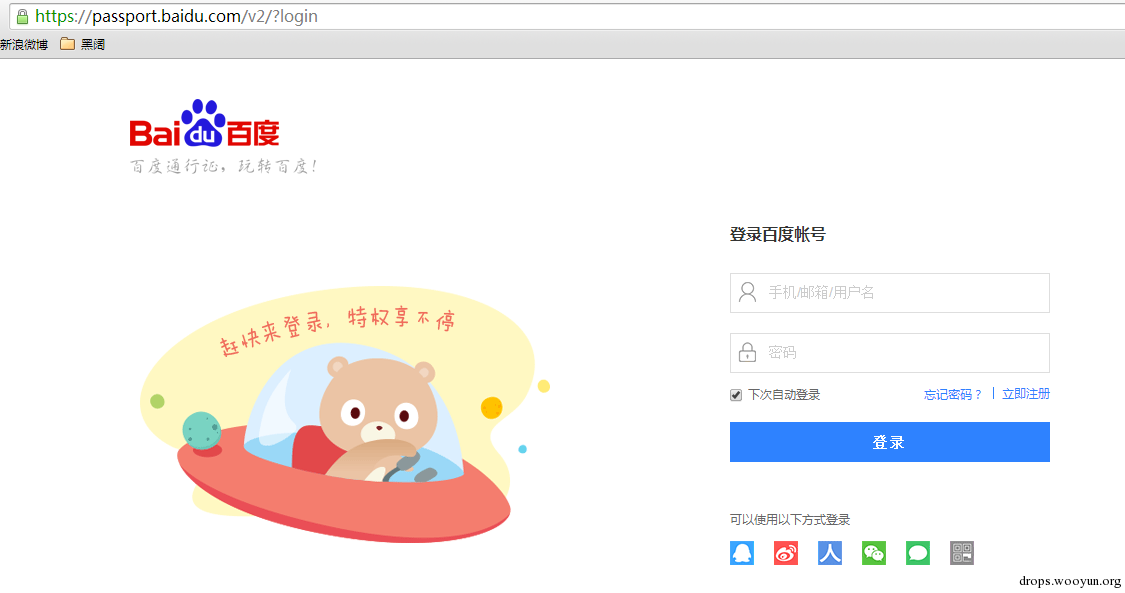 https://passport.baidu.com/v2/?login
新浪微博 黑阔
Bai du 百度
百度通行证，玩转百度！
登录百度帐号
手机/邮箱/用户名
密码
下次自动登录 忘记密码？ 立即注册
登录
赶快来登录，特权享不停
可以使用以下方式登录
drops.wooyun.org